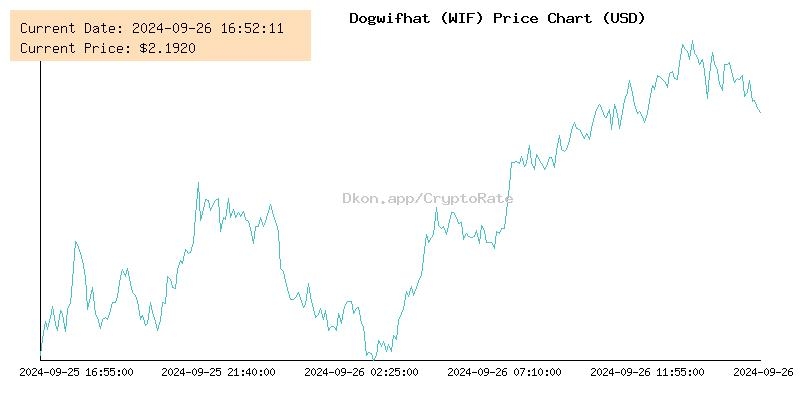 Dogwifhat (WIF) Price Chart (USD)
Current Date: 2024-09-26 16:52:11
Current Price: $2.1920
Dkon.app/CryptoRate
2024-09-25 16:55:00 2024-09-25 21:40:00 2024-09-26 02:25:00 2024-09-26 07:10:00 2024-09-26 11:55:00 2024-09-26